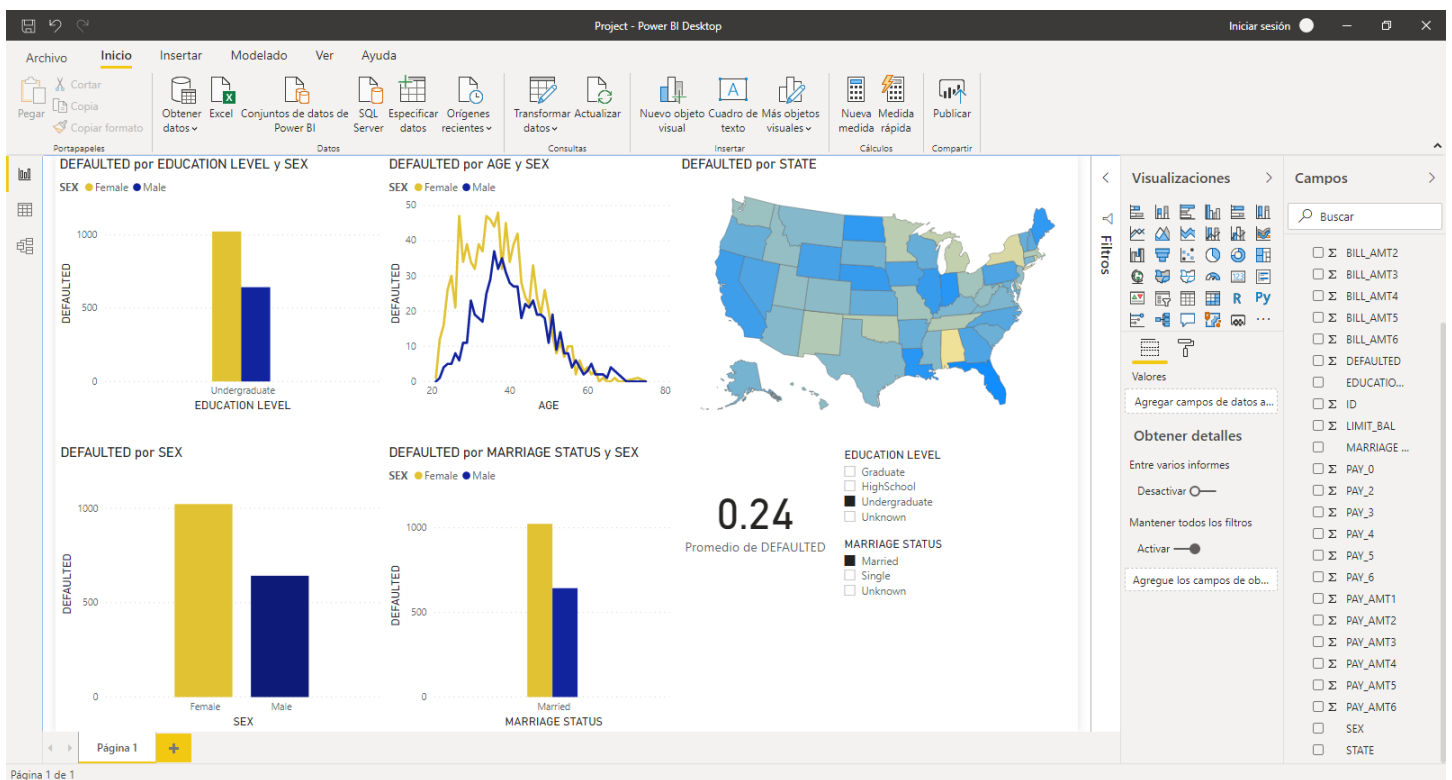 Project - Power BI Desktop
Iniciar sesión
Archivo
Inicio
Insertar
Modelado
Ver
Ayuda
Pegar
Cortar
Copia
Copiar formato
Portapapeles
Obtener datos
Excel
Conjuntos de datos de Power BI
SQL Server
Especificar datos
Orígenes recientes
Datos
Transformar datos
Actualizar
Consultas
Nuevo objeto visual
Cuadro de texto
Más objetos visuales
Insertar
Nueva medida
Medida rápida
Cálculos
Publicar
Compartir
DEFAULTED por EDUCATION LEVEL y SEX
SEX Female Male
1000
500
0
DEFAULTED
Undergraduate
EDUCATION LEVEL
DEFAULTED por AGE y SEX
SEX Female Male
50
40
30
20
10
0
DEFAULTED
20 40 60 80
AGE
DEFAULTED por STATE
DEFAULTED por SEX
1000
500
0
DEFAULTED
Female Male
SEX
DEFAULTED por MARRIAGE STATUS y SEX
SEX Female Male
1000
500
0
DEFAULTED
Married
MARRIAGE STATUS
0.24
Promedio de DEFAULTED
EDUCATION LEVEL
Graduate
HighSchool
Undergraduate
Unknown
MARRIAGE STATUS
Married
Single
Unknown
Filtros
Visualizaciones
R Py
123
Valores
Agregar campos de datos a...
Obtener detalles
Entre varios informes
Desactivar
Mantener todos los filtros
Activar
Agregue los campos de ob...
Campos
Buscar
Σ BILL_AMT2
Σ BILL_AMT3
Σ BILL_AMT4
Σ BILL_AMT5
Σ BILL_AMT6
Σ DEFAULTED
EDUCATIO...
Σ ID
Σ LIMIT_BAL
MARRIAGE ...
Σ PAY_0
Σ PAY_2
Σ PAY_3
Σ PAY_4
Σ PAY_5
Σ PAY_6
Σ PAY_AMT1
Σ PAY_AMT2
Σ PAY_AMT3
Σ PAY_AMT4
Σ PAY_AMT5
Σ PAY_AMT6
SEX
STATE
Página 1
Página 1 de 1